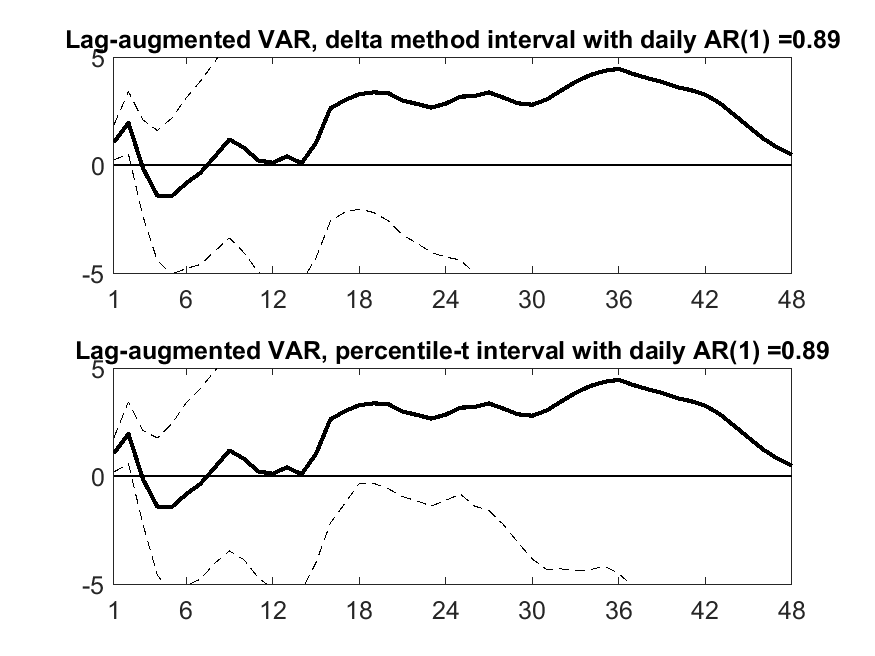 Lag-augmented VAR, delta method interval with daily AR(1) =0.89
5
0
-5
1 6 12 18 24 30 36 42 48
Lag-augmented VAR, percentile-t interval with daily AR(1) =0.89
5
0
-5
1 6 12 18 24 30 36 42 48